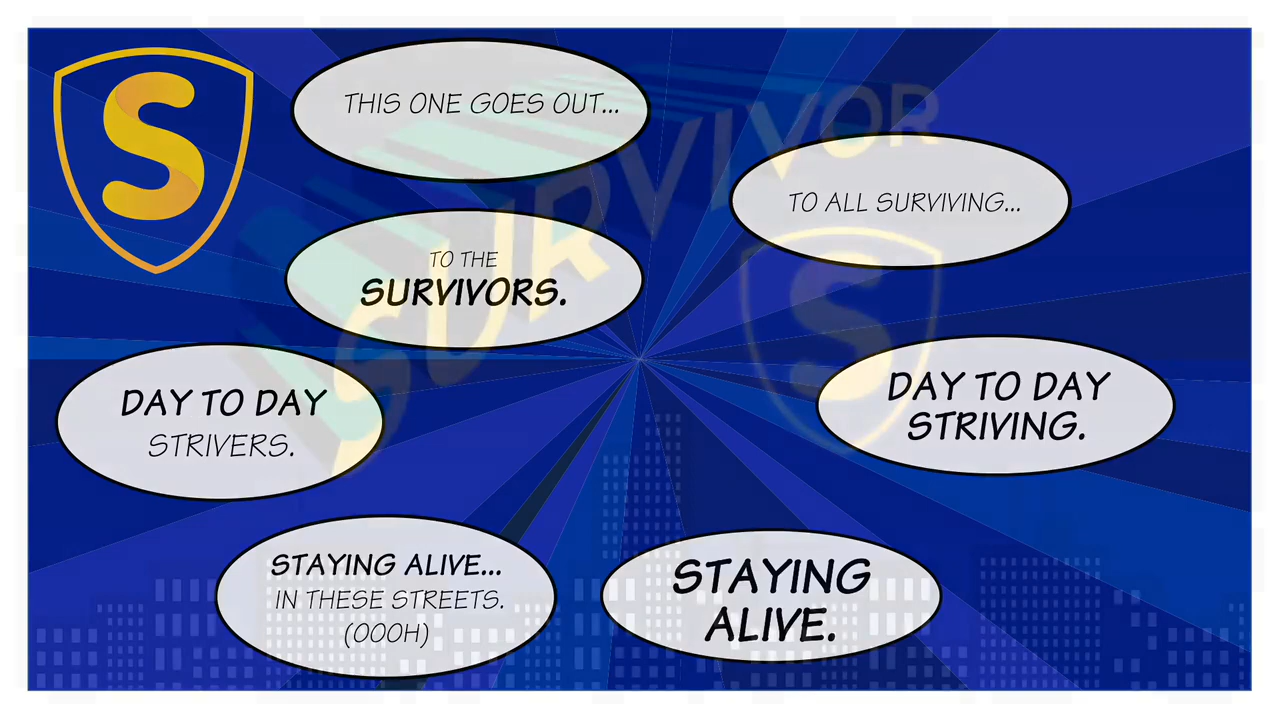 S
THIS ONE GOES OUT...
SURVIVOR
TO ALL SURVIVING...
TO THE
SURVIVORS.
S
DAY TO DAY
STRIVERS.
DAY TO DAY
STRIVING.
STAYING ALIVE...
IN THESE STREETS.
(OOOH)
STAYING
ALIVE.